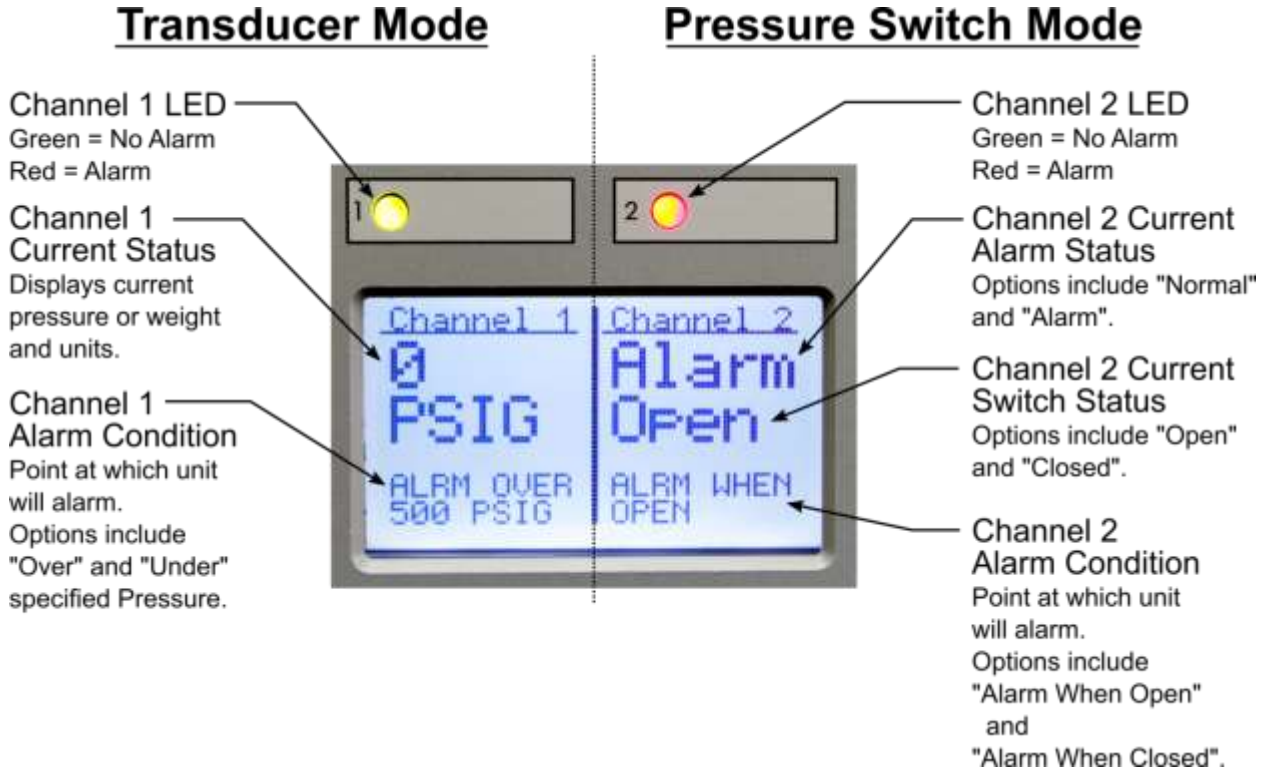 Transducer Mode
Pressure Switch Mode
Channel 1 LED
Green = No Alarm
Red = Alarm
Channel 1
Current Status
Displays current
pressure or weight
and units.
Channel 1
Alarm Condition
Point at which unit
will alarm.
Options include
"Over" and "Under"
specified Pressure.
1
2
Channel 1
0
PSIG
ALRM OVER
500 PSIG
Channel 2
Alarm
Open
ALRM WHEN
OPEN
Channel 2 LED
Green = No Alarm
Red = Alarm
Channel 2 Current
Alarm Status
Options include "Normal"
and "Alarm".
Channel 2 Current
Switch Status
Options include "Open"
and "Closed".
Channel 2
Alarm Condition
Point at which unit
will alarm.
Options include
"Alarm When Open"
and
"Alarm When Closed".